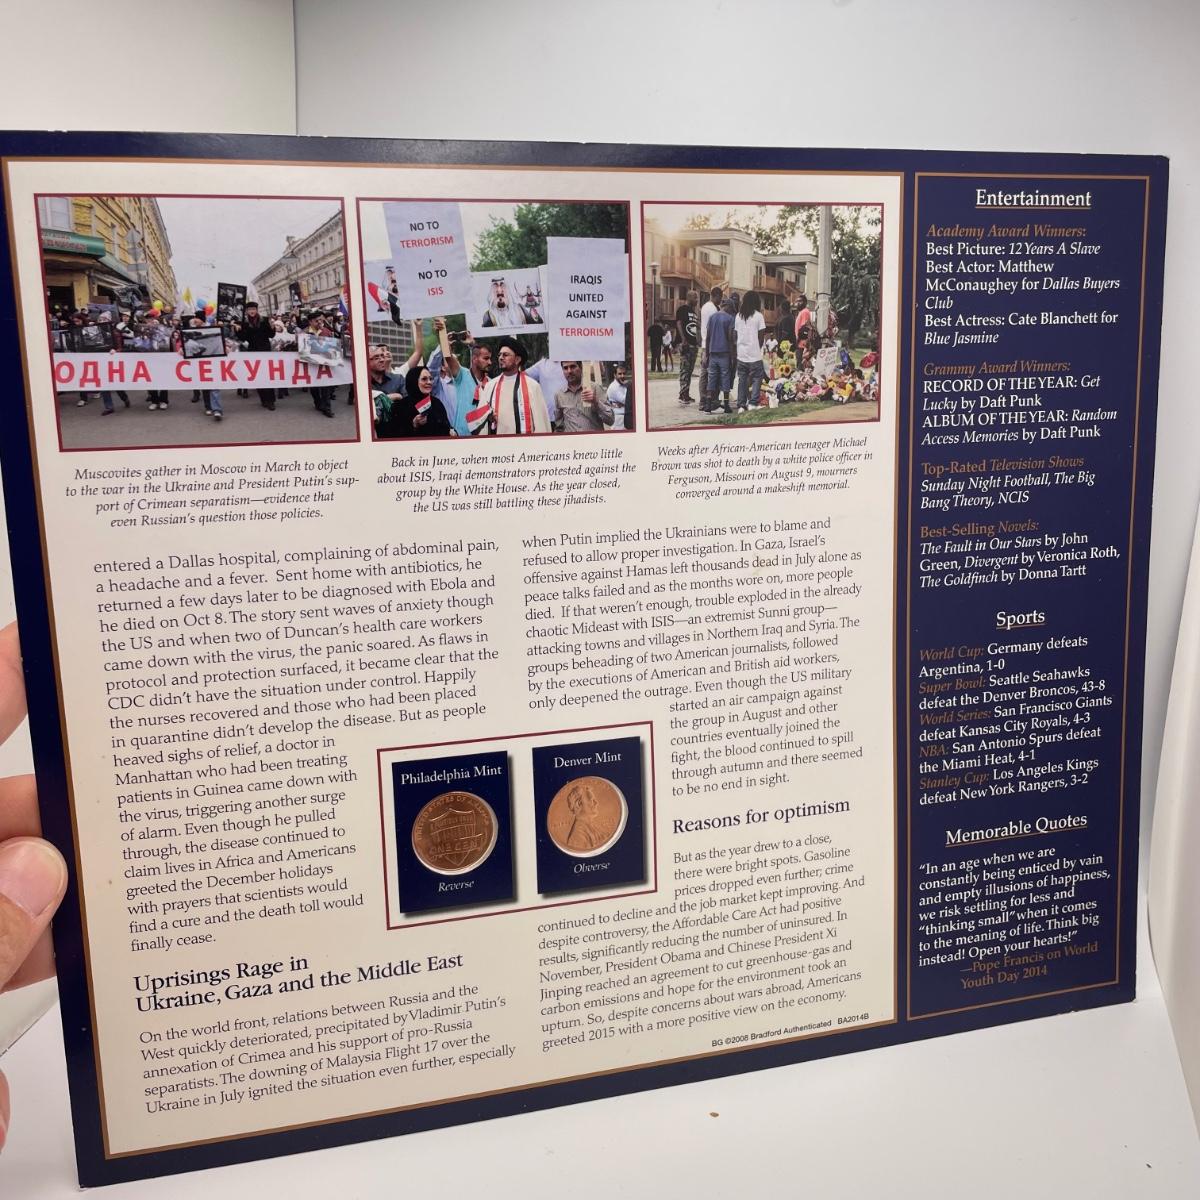 ОДНА СЕКУНДА
NO TO
TERRORISM
,
NO TO
ISIS
IRAQIS
UNITED
AGAINST
TERRORISM
Muscovites gather in Moscow in March to object
to the war in the Ukraine and President Putin's sup-
port of Crimean separatism—evidence that
even Russian's question those policies.
Back in June, when most Americans knew little
about ISIS, Iraqi demonstrators protested against the
group by the White House. As the year closed,
the US was still battling these jihadists.
Weeks after African-American teenager Michael
Brown was shot to death by a white police officer in
Ferguson, Missouri on August 9, mourners
converged around a makeshift memorial.
entered a Dallas hospital, complaining of abdominal pain,
a headache and a fever. Sent home with antibiotics, he
returned a few days later to be diagnosed with Ebola and
he died on Oct 8. The story sent waves of anxiety though
the US and when two of Duncan's health care workers
came down with the virus, the panic soared. As flaws in
protocol and protection surfaced, it became clear that the
CDC didn't have the situation under control. Happily
the nurses recovered and those who had been placed
in quarantine didn't develop the disease. But as people
heaved sighs of relief, a doctor in
Manhattan who had been treating
patients in Guinea came down with
the virus, triggering another surge
of alarm. Even though he pulled
through, the disease continued to
claim lives in Africa and Americans
greeted the December holidays
with prayers that scientists would
find a cure and the death toll would
finally cease.
Uprisings Rage in
Ukraine, Gaza and the Middle East
On the world front, relations between Russia and the
West quickly deteriorated, precipitated by Vladimir Putin's
annexation of Crimea and his support of pro-Russia
separatists. The downing of Malaysia Flight 17 over the
Ukraine in July ignited the situation even further, especially
when Putin implied the Ukrainians were to blame and
refused to allow proper investigation. In Gaza, Israel's
offensive against Hamas left thousands dead in July alone as
peace talks failed and as the months wore on, more people
died. If that weren't enough, trouble exploded in the already
chaotic Mideast with ISIS—an extremist Sunni group—
attacking towns and villages in Northern Iraq and Syria. The
groups beheading of two American journalists, followed
by the executions of American and British aid workers,
only deepened the outrage. Even though the US military
started an air campaign against
the group in August and other
countries eventually joined the
fight, the blood continued to spill
through autumn and there seemed
to be no end in sight.
Philadelphia Mint
UNITED STATES OF AMERICA
ONE CENT
Reverse
Denver Mint
Obverse
Reasons for optimism
But as the year drew to a close,
there were bright spots. Gasoline
prices dropped even further; crime
continued to decline and the job market kept improving. And
despite controversy, the Affordable Care Act had positive
results, significantly reducing the number of uninsured. In
November, President Obama and Chinese President Xi
Jinping reached an agreement to cut greenhouse-gas and
carbon emissions and hope for the environment took an
upturn. So, despite concerns about wars abroad, Americans
greeted 2015 with a more positive view on the economy.
BG ©2008 Bradford Authenticated BA2014B
Entertainment
Academy Award Winners:
Best Picture: 12 Years A Slave
Best Actor: Matthew
McConaughey for Dallas Buyers
Club
Best Actress: Cate Blanchett for
Blue Jasmine
Grammy Award Winners:
RECORD OF THE YEAR: Get
Lucky by Daft Punk
ALBUM OF THE YEAR: Random
Access Memories by Daft Punk
Top-Rated Television Shows
Sunday Night Football, The Big
Bang Theory, NCIS
Best-Selling Novels:
The Fault in Our Stars by John
Green, Divergent by Veronica Roth,
The Goldfinch by Donna Tartt
Sports
World Cup: Germany defeats
Argentina, 1-0
Super Bowl: Seattle Seahawks
defeat the Denver Broncos, 43-8
World Series: San Francisco Giants
defeat Kansas City Royals, 4-3
NBA: San Antonio Spurs defeat
the Miami Heat, 4-1
Stanley Cup: Los Angeles Kings
defeat New York Rangers, 3-2
Memorable Quotes
"In an age when we are
constantly being enticed by vain
and empty illusions of happiness,
we risk settling for less and
"thinking small" when it comes
to the meaning of life. Think big
instead! Open your hearts!"
—Pope Francis on World
Youth Day 2014